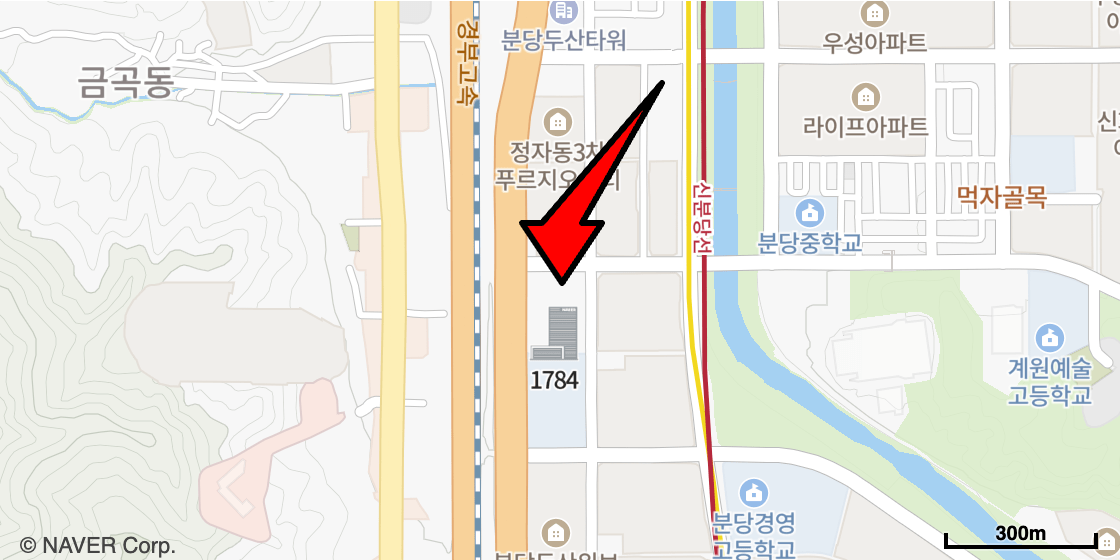 경부고속
분당두산타워
우성아파트
금곡동
라이프아파트
정자동3차
푸르지오
신분당선
먹자골목
분당중학교
1784
계원예술
고등학교
분당경영
고등학교
300m
© NAVER Corp.